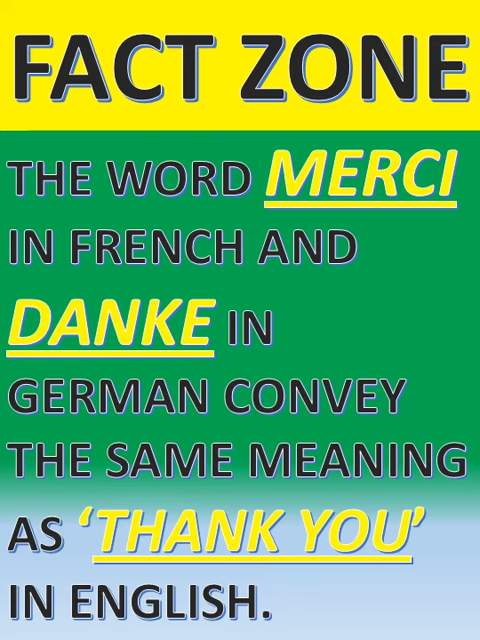 FACT ZONE
THE WORD MERCI
IN FRENCH AND
DANKE IN
GERMAN CONVEY
THE SAME MEANING
AS ‘THANK YOU’
IN ENGLISH.